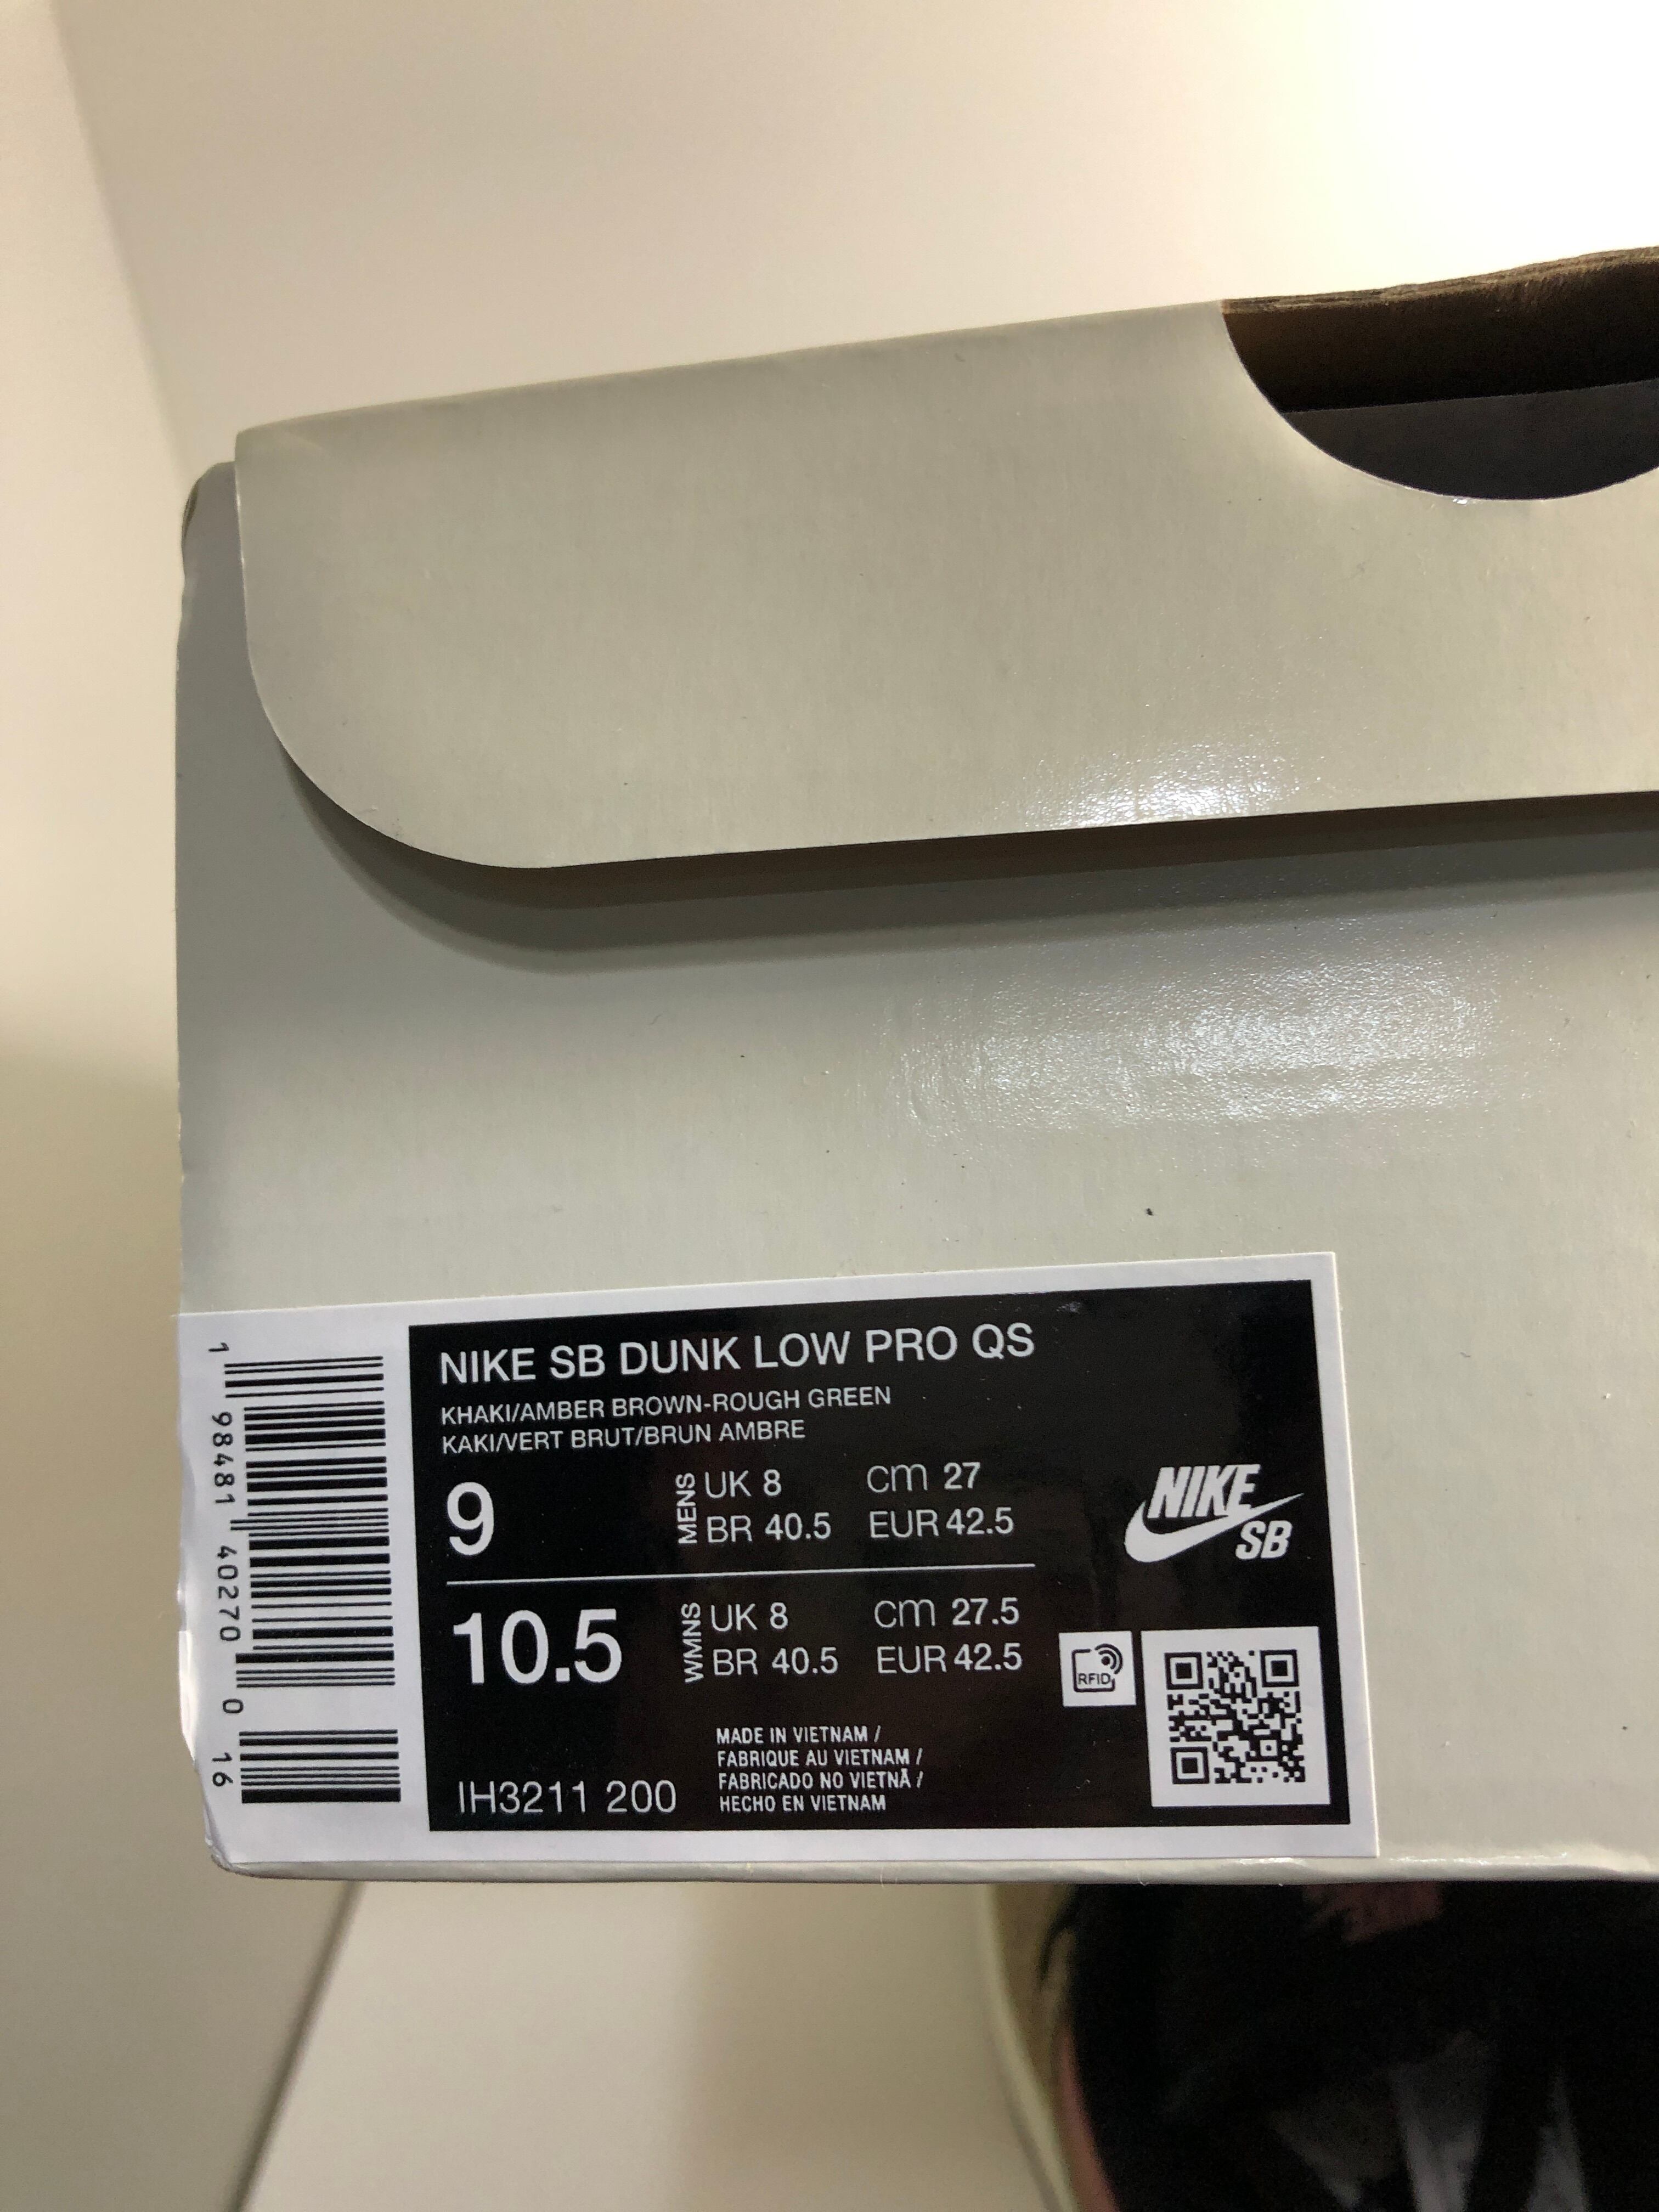 NIKE SB DUNK LOW PRO QS
KHAKI/AMBER BROWN-ROUGH GREEN
KAKI/VERT BRUT/BRUN AMBRE
9
MENS
UK 8 cm 27
BR 40.5 EUR 42.5
10.5
WMNS
UK 8 cm 27.5
BR 40.5 EUR 42.5
IH3211 200
MADE IN VIETNAM /
FABRIQUE AU VIETNAM /
FABRICADO NO VIETNÃ /
HECHO EN VIETNAM
NIKE
SB
RFID
1 98481 40270 0 16